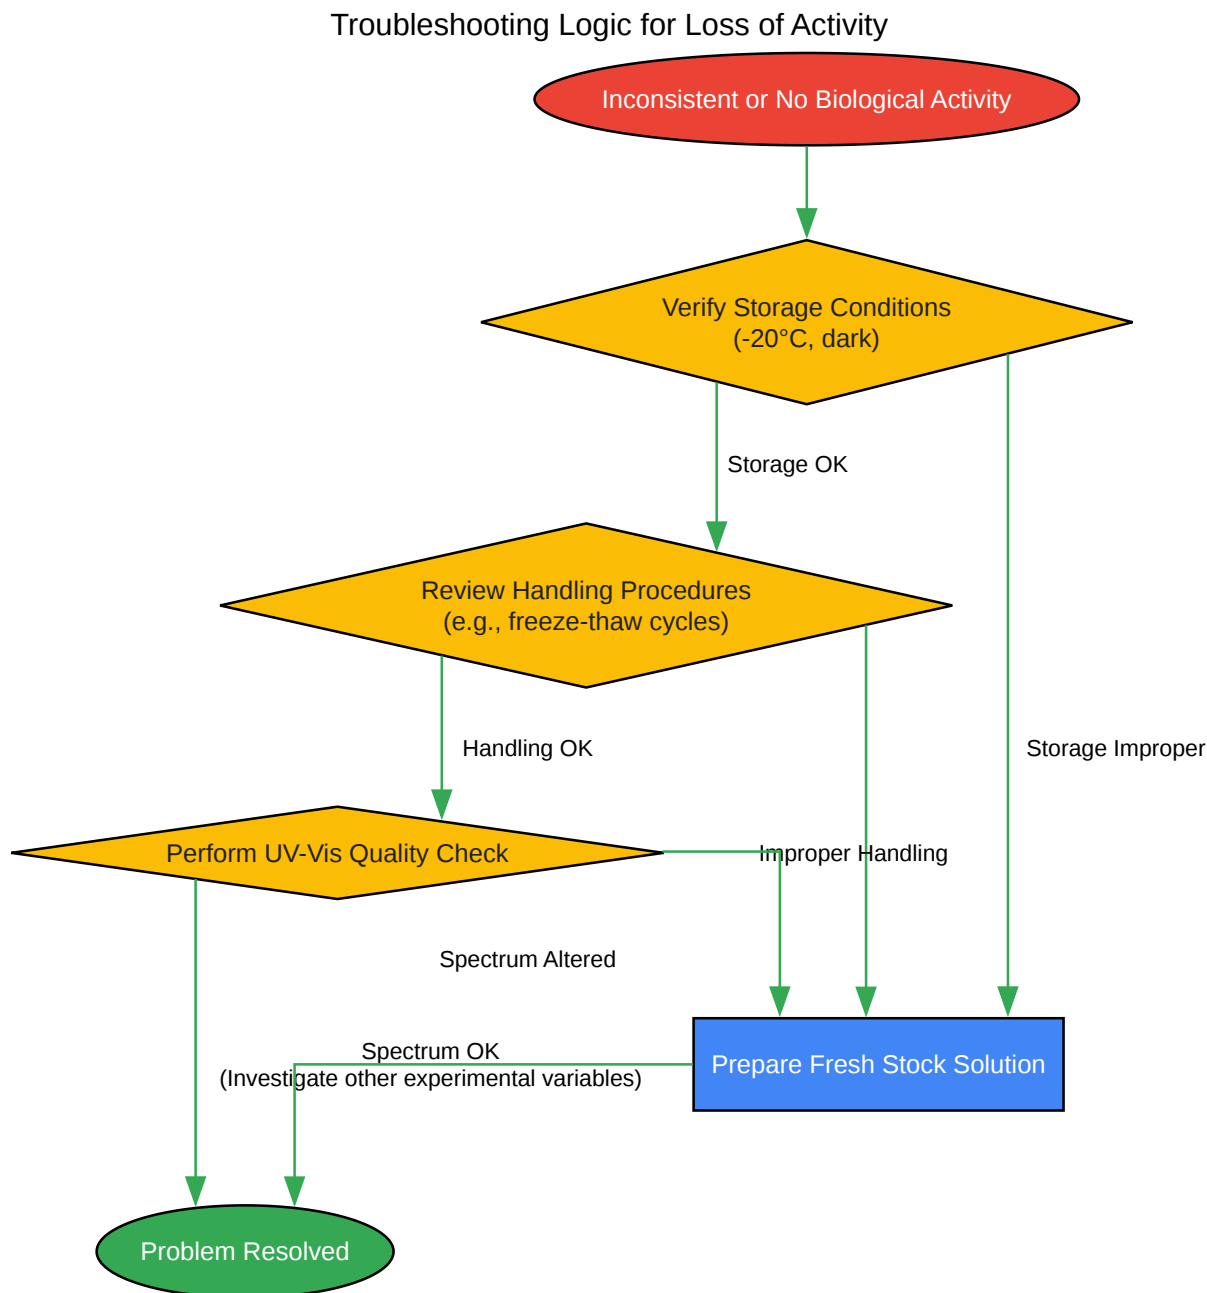 Troubleshooting Logic for Loss of Activity
Inconsistent or No Biological Activity
Verify Storage Conditions
(-20°C, dark)
Storage OK
Review Handling Procedures
(e.g., freeze-thaw cycles)
Handling OK
Storage Improper
Perform UV-Vis Quality Check
Improper Handling
Spectrum Altered
Spectrum OK
(Investigate other experimental variables)
Prepare Fresh Stock Solution
Problem Resolved